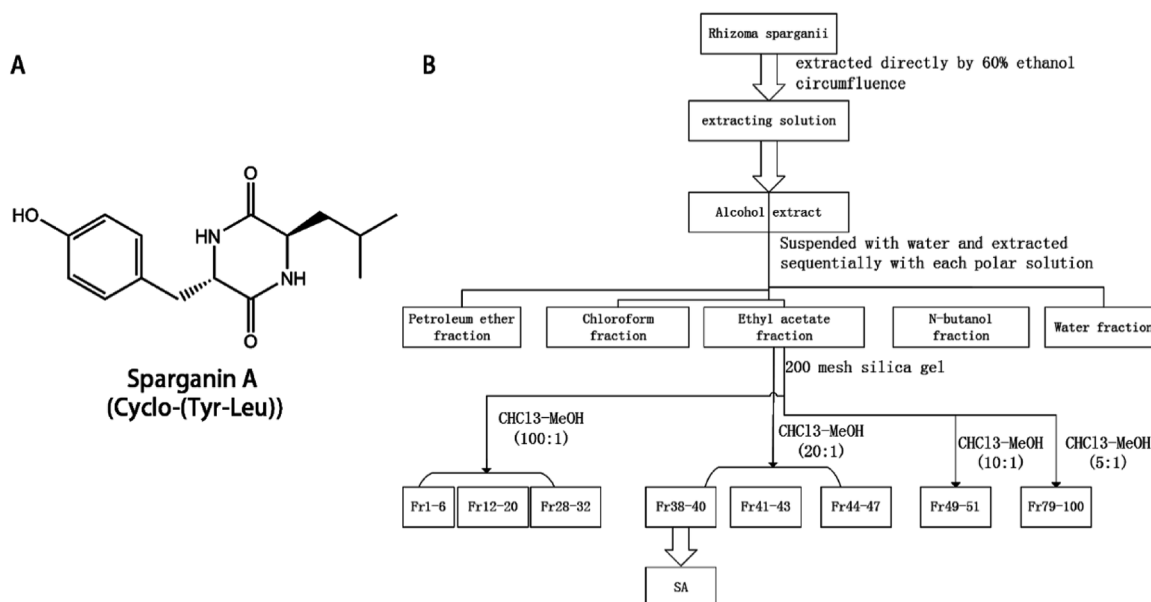 A
HO
O
HN
NH
O
Sparganin A
(Cyclo-(Tyr-Leu))
B
Rhizoma sparganii
extracted directly by 60% ethanol
circumfluence
extracting solution
Alcohol extract
Suspended with water and extracted
sequentially with each polar solution
Petroleum ether
fraction
Chloroform
fraction
Ethyl acetate
fraction
N-butanol
fraction
Water fraction
200 mesh silica gel
CHCl3-MeOH
(100:1)
CHCl3-MeOH
(20:1)
CHCl3-MeOH
(10:1)
CHCl3-MeOH
(5:1)
Fr1-6
Fr12-20
Fr28-32
Fr38-40
Fr41-43
Fr44-47
Fr49-51
Fr79-100
SA